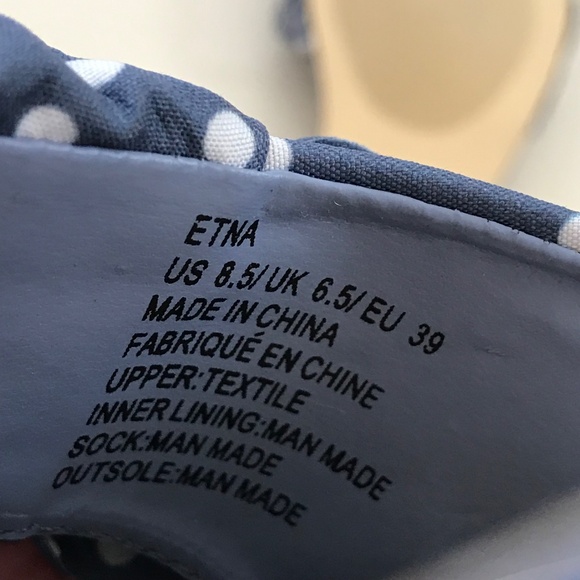 ETNA
US 8.5/UK 6.5/EU 39
MADE IN CHINA
FABRIQUÉ EN CHINE
UPPER:TEXTILE
INNER LINING:MAN MADE
SOCK:MAN MADE
OUTSOLE:MAN MADE